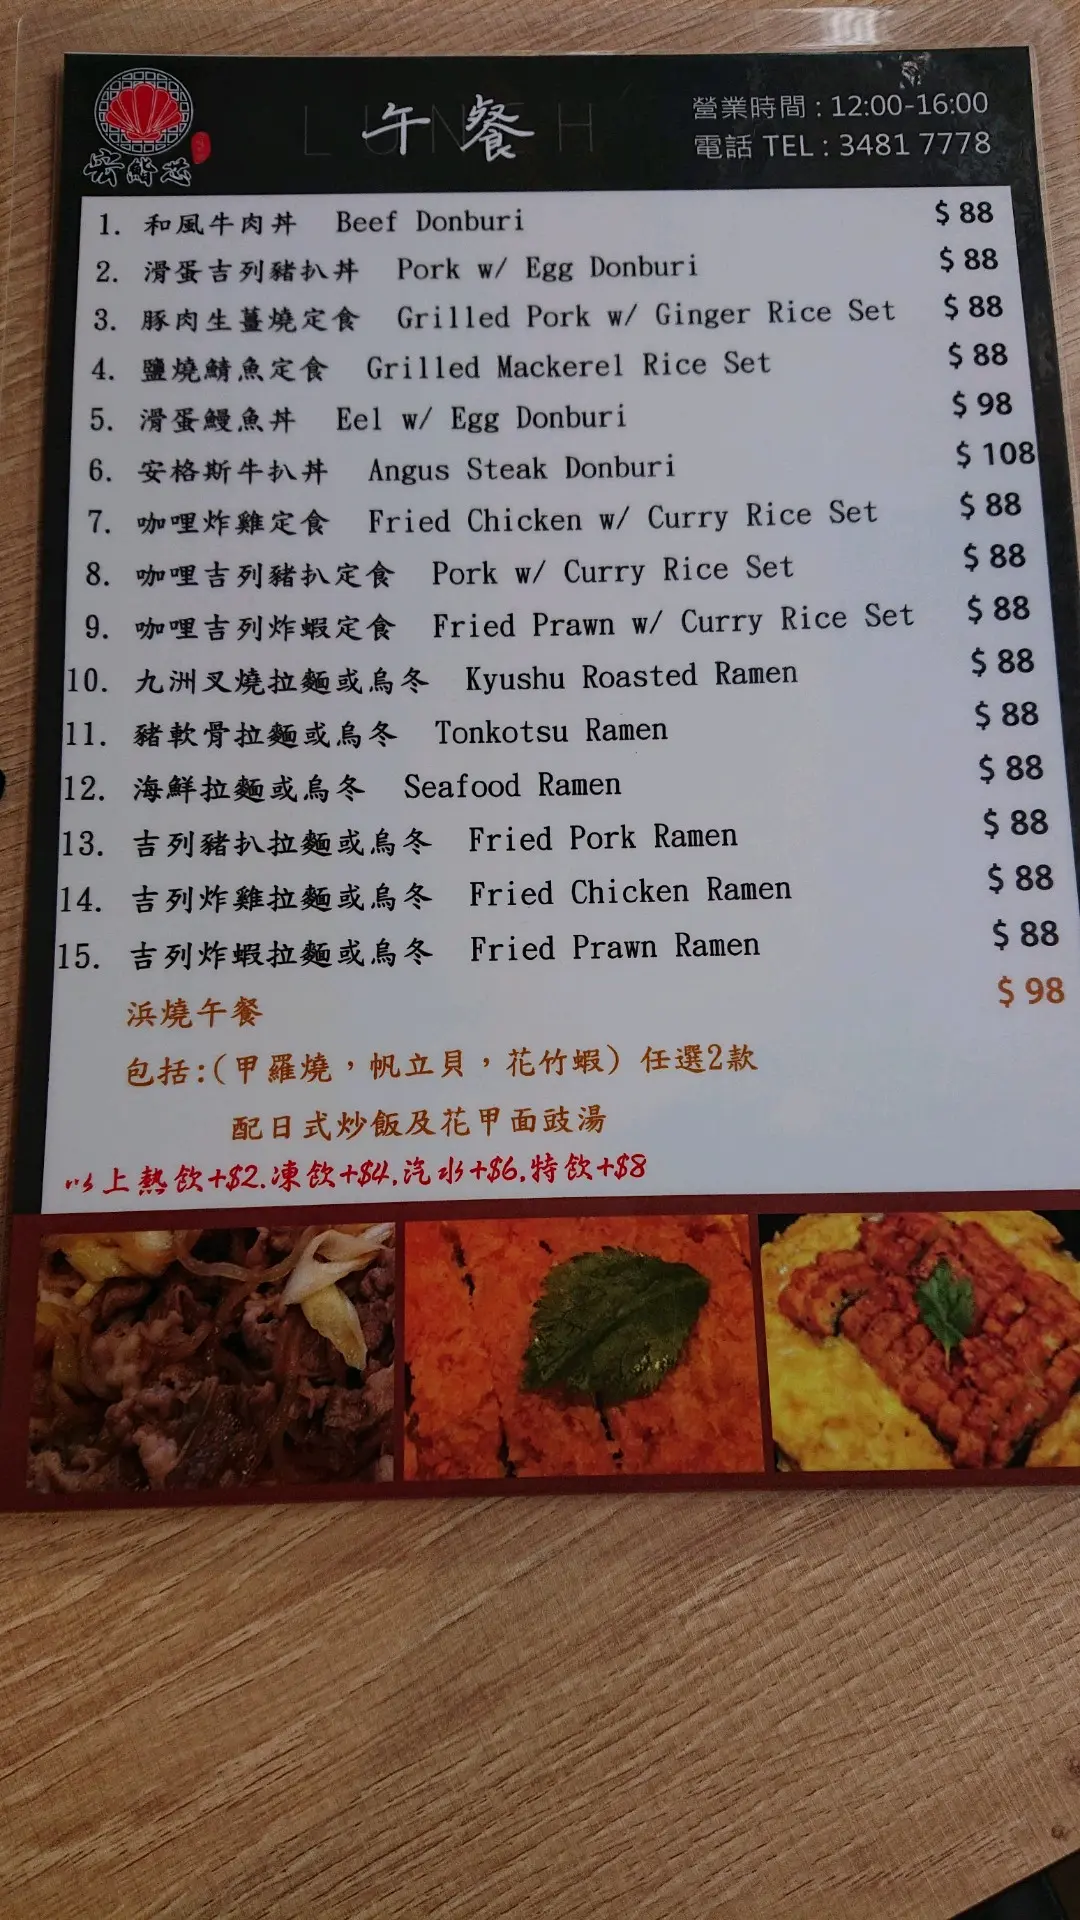 宏鮨芯
LUNCH
午餐
營業時間 : 12:00-16:00
電話 TEL : 3481 7778
1. 和風牛肉丼 Beef Donburi $ 88
2. 滑蛋吉列豬扒丼 Pork w/ Egg Donburi $ 88
3. 豚肉生薑燒定食 Grilled Pork w/ Ginger Rice Set $ 88
4. 鹽燒鯖魚定食 Grilled Mackerel Rice Set $ 88
5. 滑蛋鰻魚丼 Eel w/ Egg Donburi $ 98
6. 安格斯牛扒丼 Angus Steak Donburi $ 108
7. 咖哩炸雞定食 Fried Chicken w/ Curry Rice Set $ 88
8. 咖哩吉列豬扒定食 Pork w/ Curry Rice Set $ 88
9. 咖哩吉列炸蝦定食 Fried Prawn w/ Curry Rice Set $ 88
10. 九洲叉燒拉麵或烏冬 Kyushu Roasted Ramen $ 88
11. 豬軟骨拉麵或烏冬 Tonkotsu Ramen $ 88
12. 海鮮拉麵或烏冬 Seafood Ramen $ 88
13. 吉列豬扒拉麵或烏冬 Fried Pork Ramen $ 88
14. 吉列炸雞拉麵或烏冬 Fried Chicken Ramen $ 88
15. 吉列炸蝦拉麵或烏冬 Fried Prawn Ramen $ 88
浜燒午餐 $ 98
包括:(甲羅燒，帆立貝，花竹蝦) 任選2款
配日式炒飯及花甲面豉湯
以上熱飲+$2.凍飲+$4.汽水+$6.特飲+$8